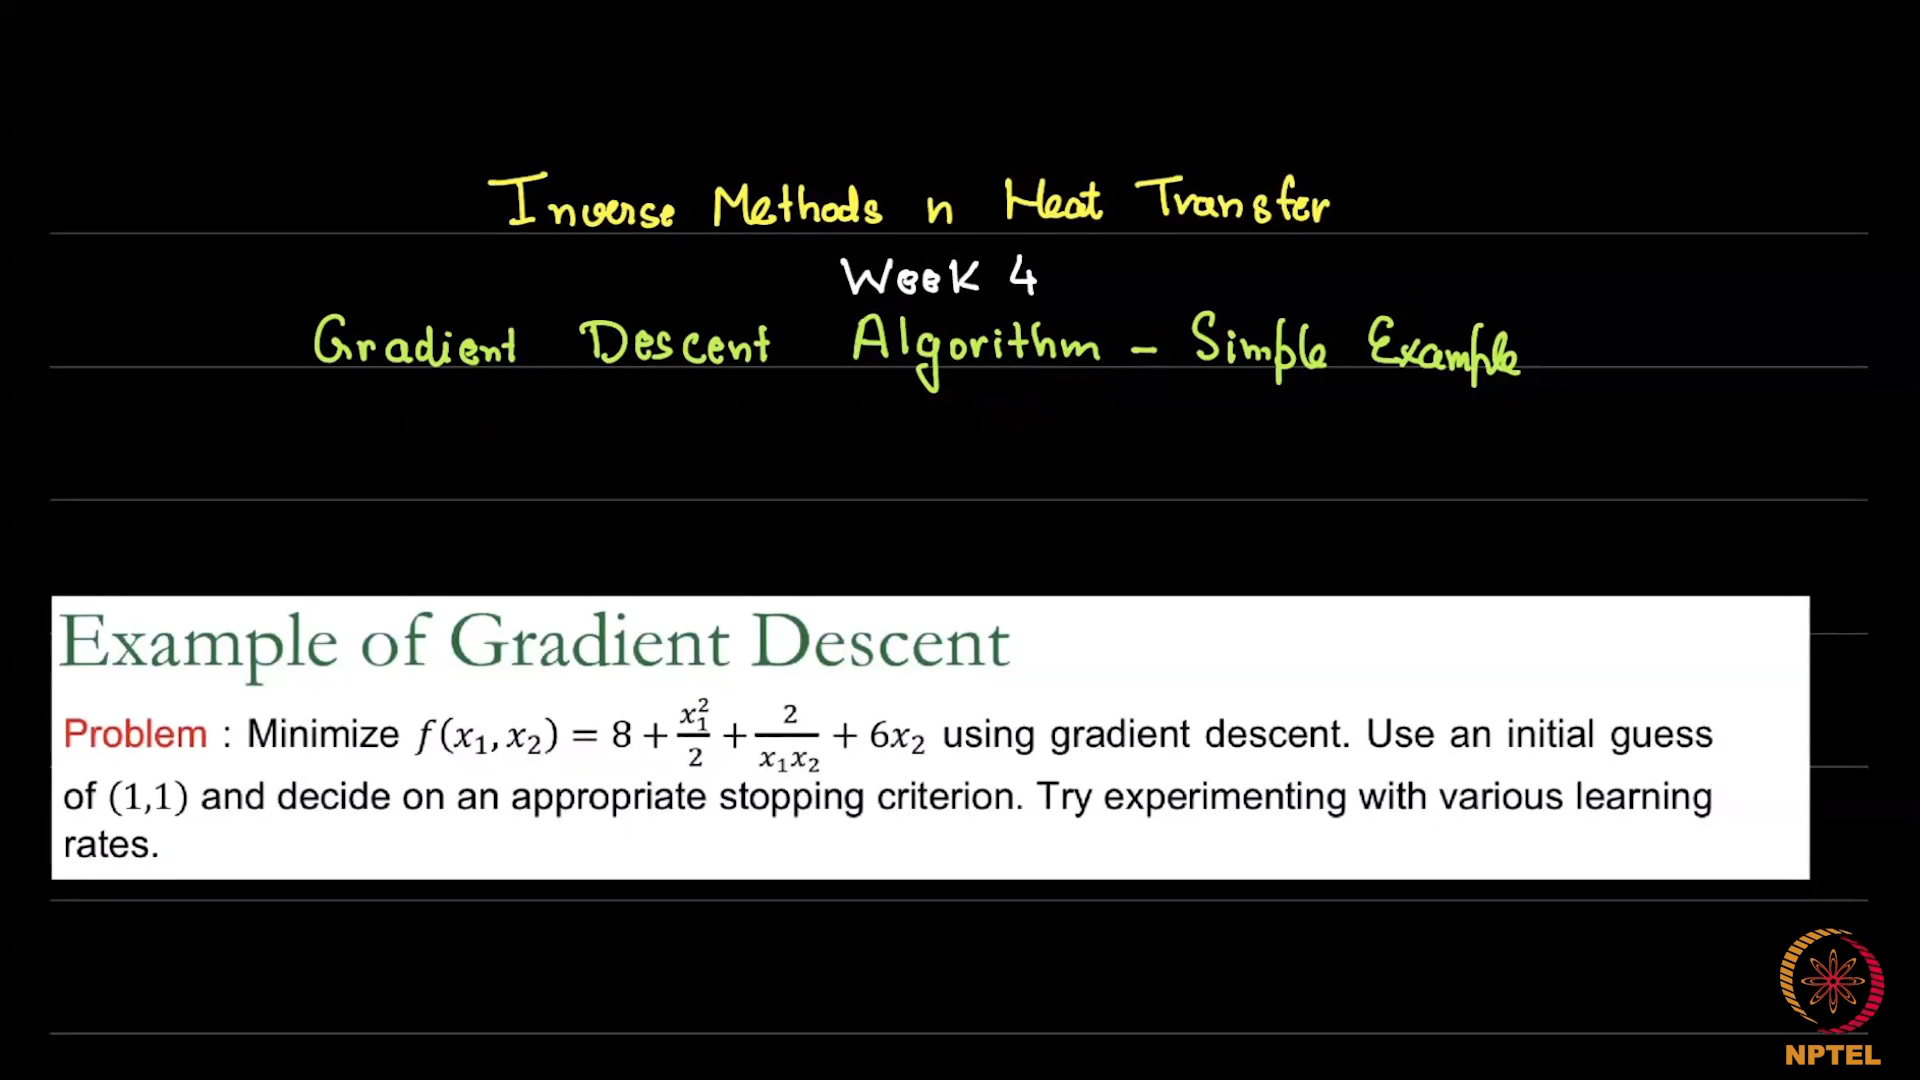 Inverse Methods n Heat Transfer
Week 4
Gradient Descent Algorithm - Simple Example
Example of Gradient Descent
Problem : Minimize f(x₁, x₂) = 8 + x₁²/2 + 2/(x₁x₂) + 6x₂ using gradient descent. Use an initial guess
of (1,1) and decide on an appropriate stopping criterion. Try experimenting with various learning
rates.
NPTEL